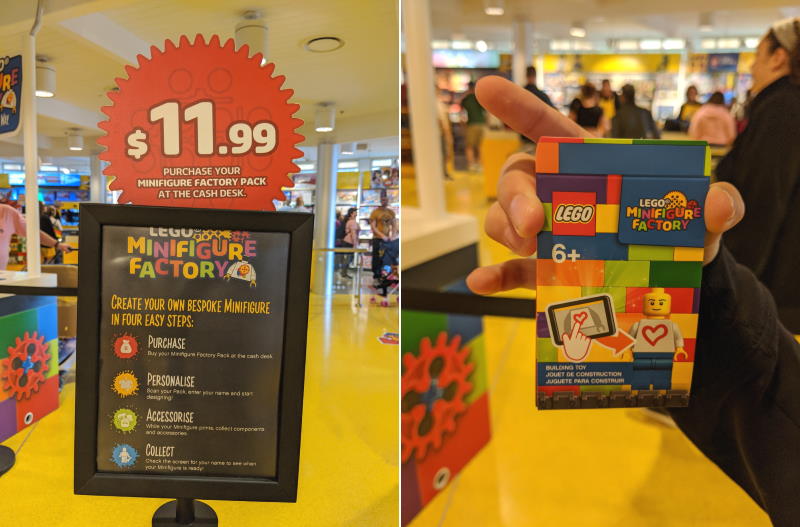 $11.99
PURCHASE YOUR
MINIFIGURE FACTORY PACK
AT THE CASH DESK.
LEGO
MINIFIGURE
FACTORY
CREATE YOUR OWN BESPOKE MINIFIGURE
IN FOUR EASY STEPS:
PURCHASE
Buy your Minifigure Factory Pack at the cash desk.
PERSONALISE
Scan your Pack, enter your name and start
designing!
ACCESSORISE
While your Minifigure prints, collect components
and accessories.
COLLECT
Check the screen for your name to see when
your Minifigure is ready!
LEGO
LEGO
MINIFIGURE
FACTORY
6+
BUILDING TOY
JOUET DE CONSTRUCTION
JUGUETE PARA CONSTRUIR